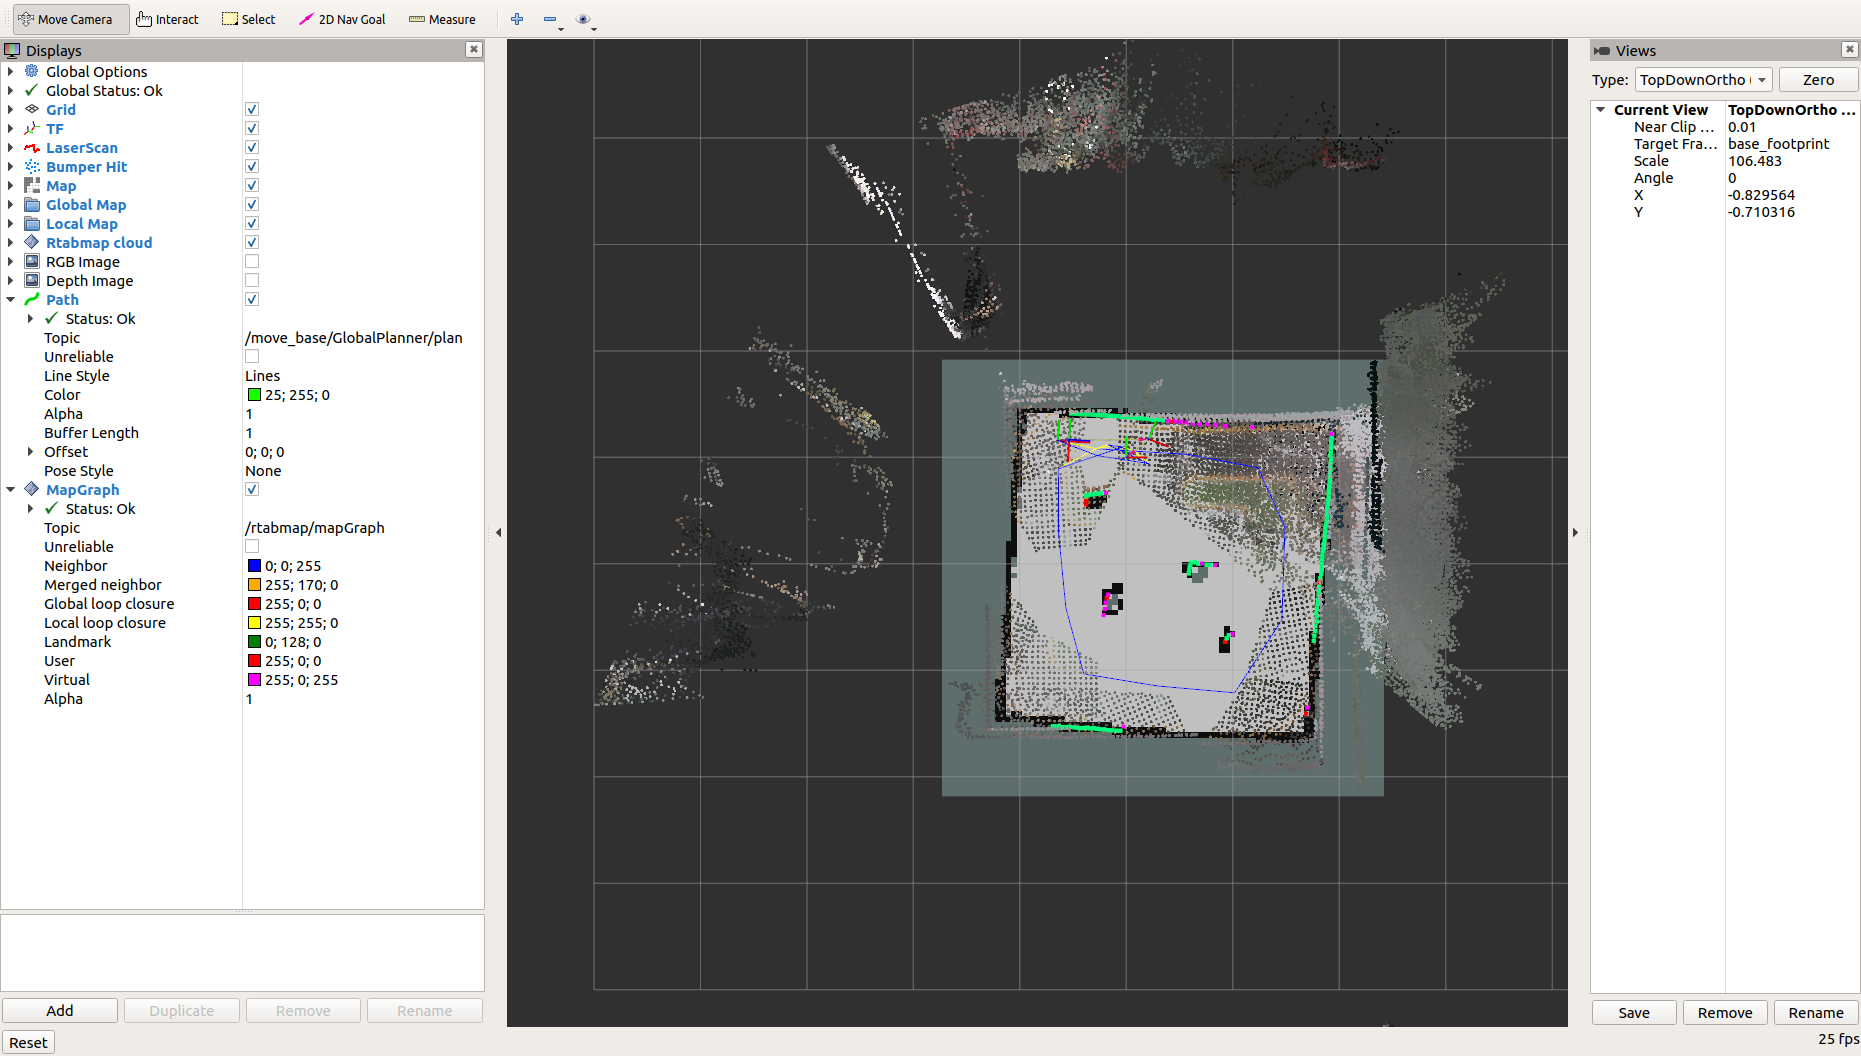 Move Camera Interact Select 2D Nav Goal Measure
Displays
Global Options
Global Status: Ok
Grid
TF
LaserScan
Bumper Hit
Map
Global Map
Local Map
Rtabmap cloud
RGB Image
Depth Image
Path
Status: Ok
Topic /move_base/GlobalPlanner/plan
Unreliable
Line Style Lines
Color 25; 255; 0
Alpha 1
Buffer Length 1
Offset 0; 0; 0
Pose Style None
MapGraph
Status: Ok
Topic /rtabmap/mapGraph
Unreliable
Neighbor 0; 0; 255
Merged neighbor 255; 170; 0
Global loop closure 255; 0; 0
Local loop closure 255; 255; 0
Landmark 0; 128; 0
User 255; 0; 0
Virtual 255; 0; 255
Alpha 1
Add Duplicate Remove Rename
Reset
Views
Type: TopDownOrtho ( Zero
Current View TopDownOrtho ...
Near Clip ... 0.01
Target Fra... base_footprint
Scale 106.483
Angle 0
X -0.829564
Y -0.710316
Save Remove Rename
25 fps